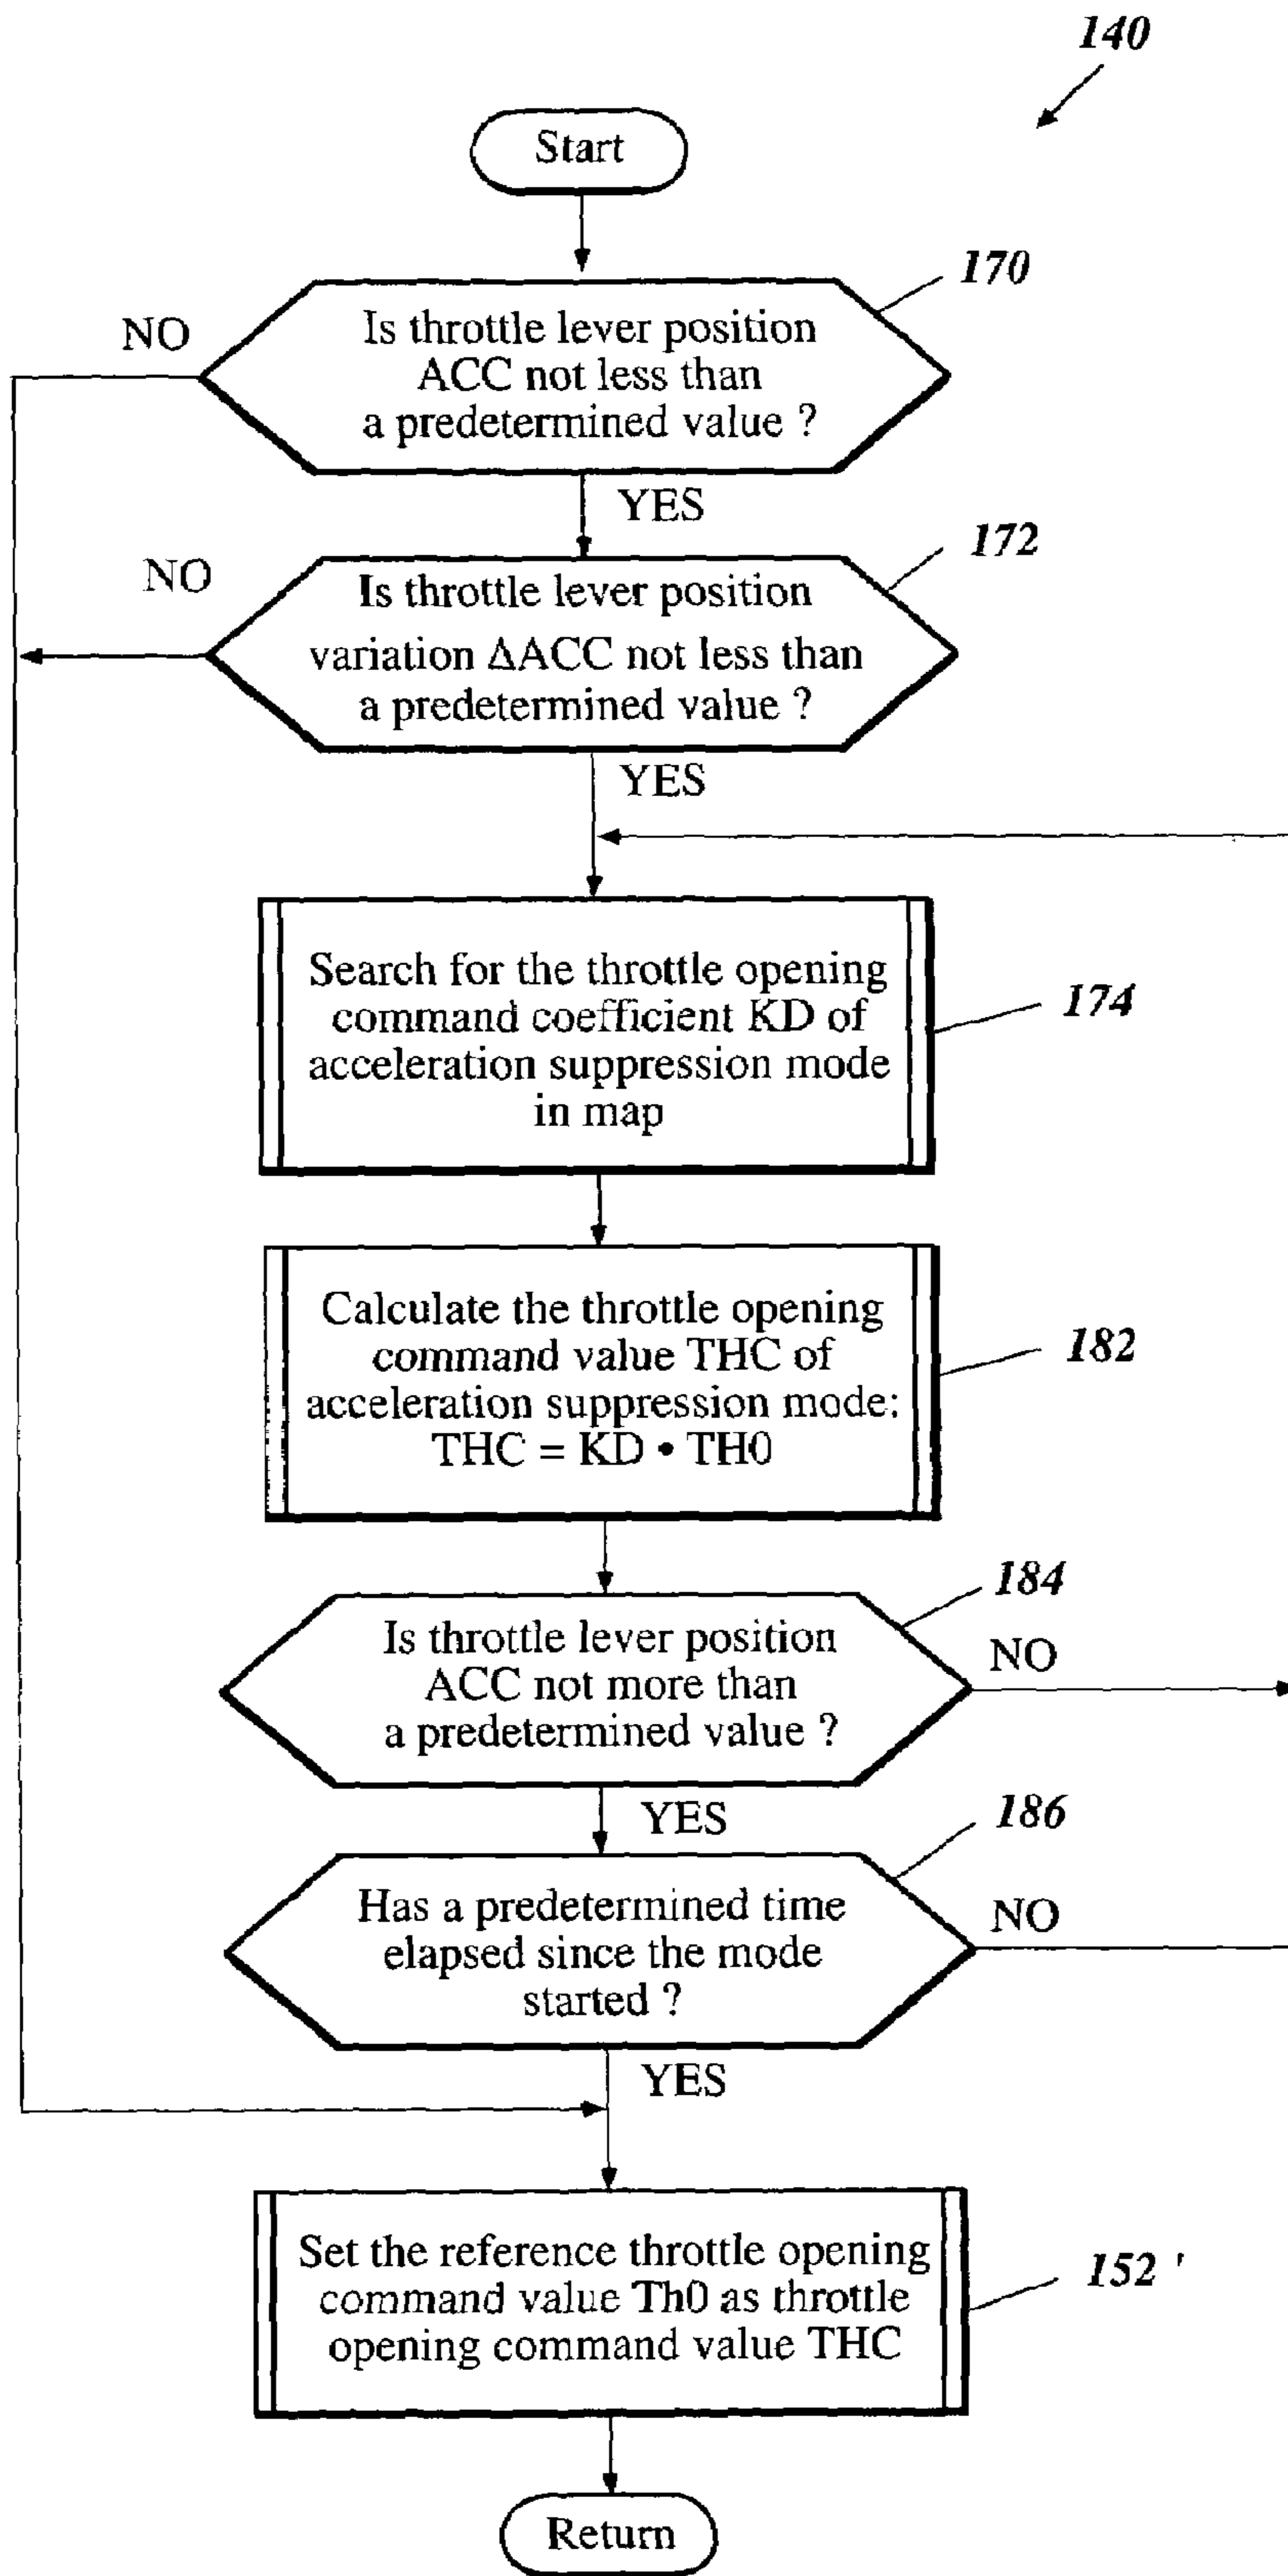 140
Start
170
NO
Is throttle lever position
ACC not less than
a predetermined value ?
YES
172
NO
Is throttle lever position
variation ΔACC not less than
a predetermined value ?
YES
Search for the throttle opening
command coefficient KD of
acceleration suppression mode
in map
174
Calculate the throttle opening
command value THC of
acceleration suppression mode:
THC = KD • TH0
182
184
Is throttle lever position
ACC not more than
a predetermined value ?
NO
YES
186
Has a predetermined time
elapsed since the mode
started ?
NO
YES
Set the reference throttle opening
command value Th0 as throttle
opening command value THC
152 '
Return